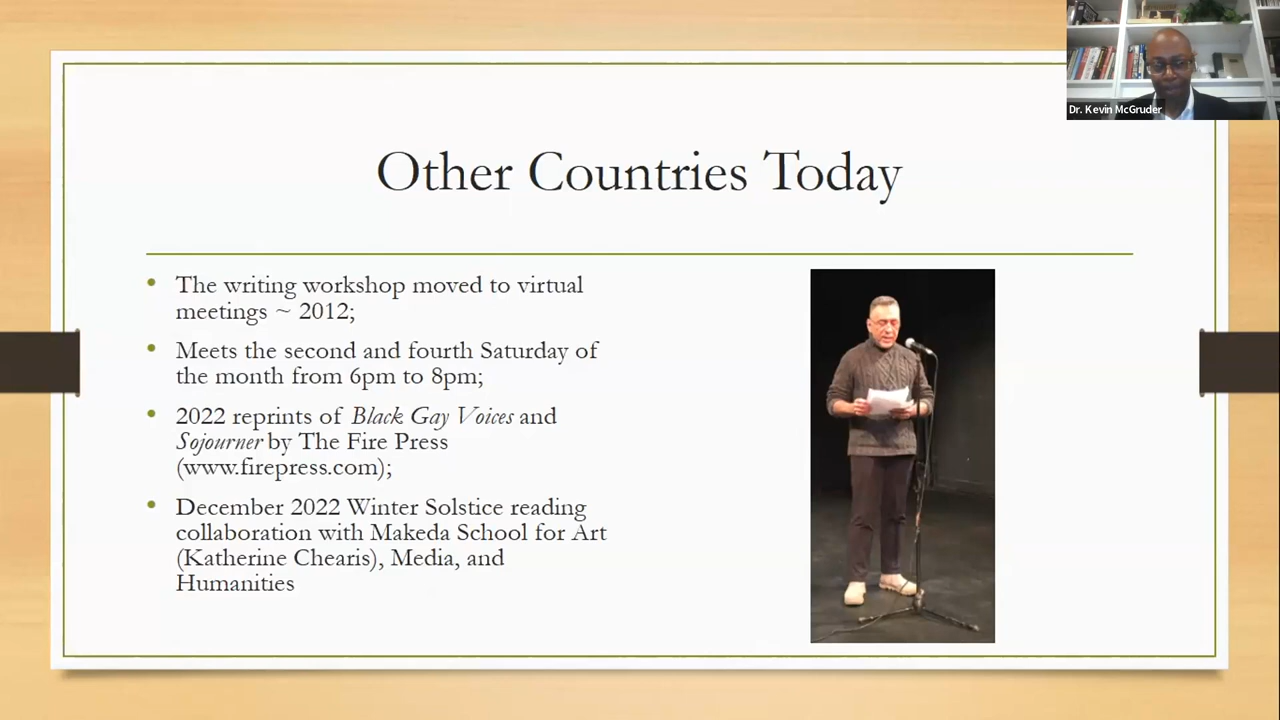 Dr. Kevin McGruder
Other Countries Today
• The writing workshop moved to virtual
meetings ~ 2012;
• Meets the second and fourth Saturday of
the month from 6pm to 8pm;
• 2022 reprints of Black Gay Voices and
Sojourner by The Fire Press
(www.firepress.com);
• December 2022 Winter Solstice reading
collaboration with Makeda School for Art
(Katherine Chearis), Media, and
Humanities